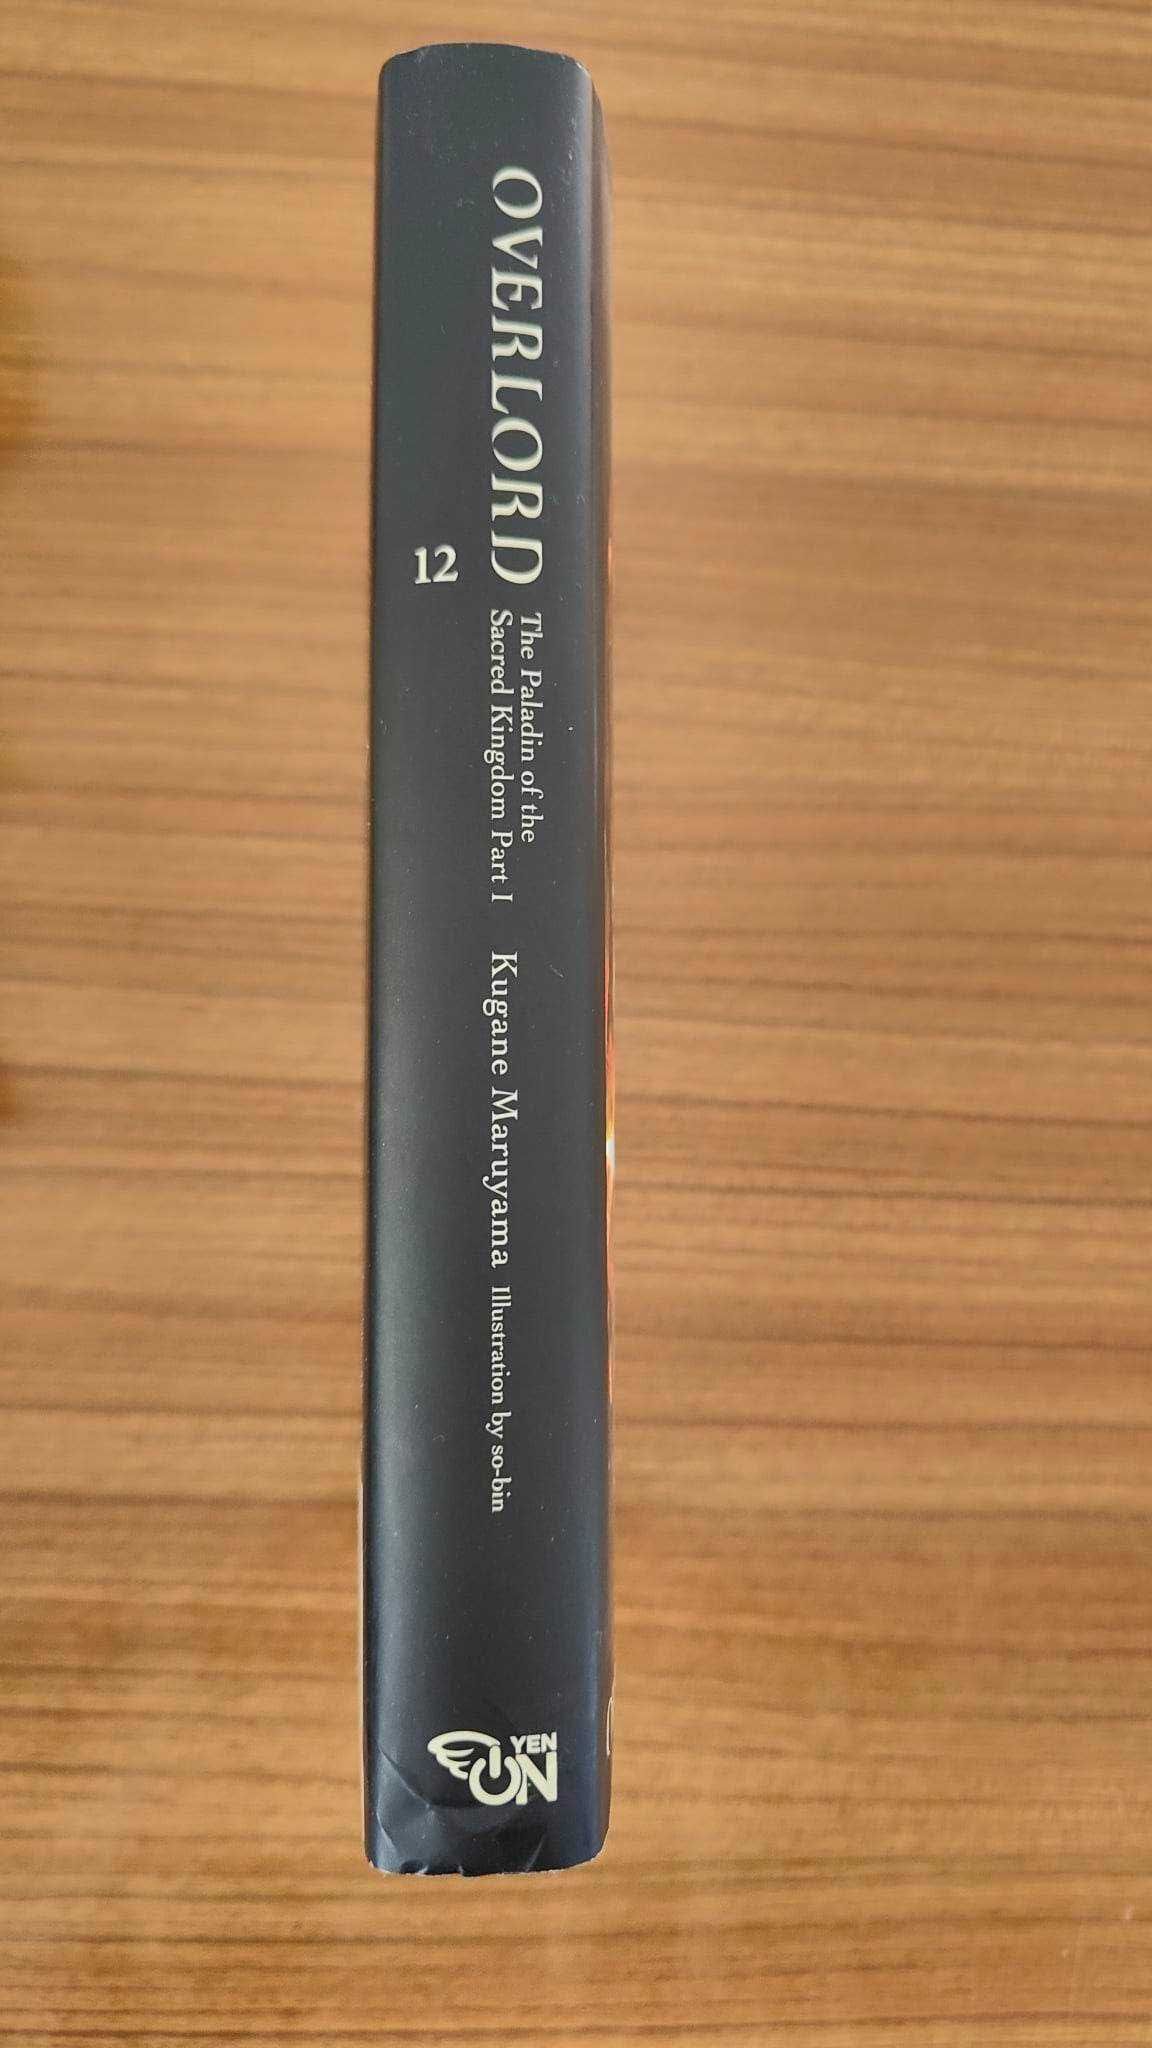 OVERLORD
12
The Paladin of the
Sacred Kingdom Part I
Kugane Maruyama
Illustration by so-bin
YEN
ON